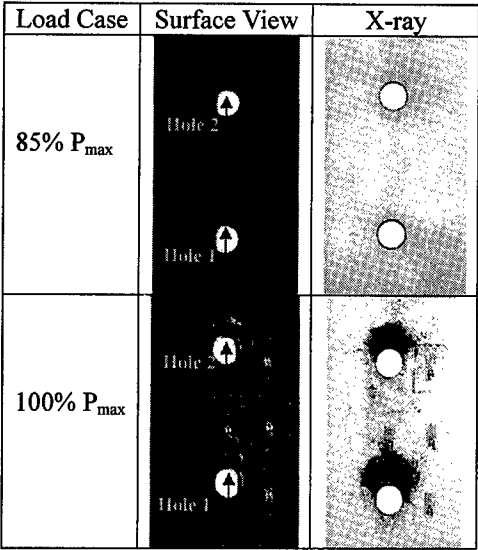 Load Case Surface View X-ray
Hole 2
85% Pmax
Hole 1
Hole 2
100% Pmax
Hole 1